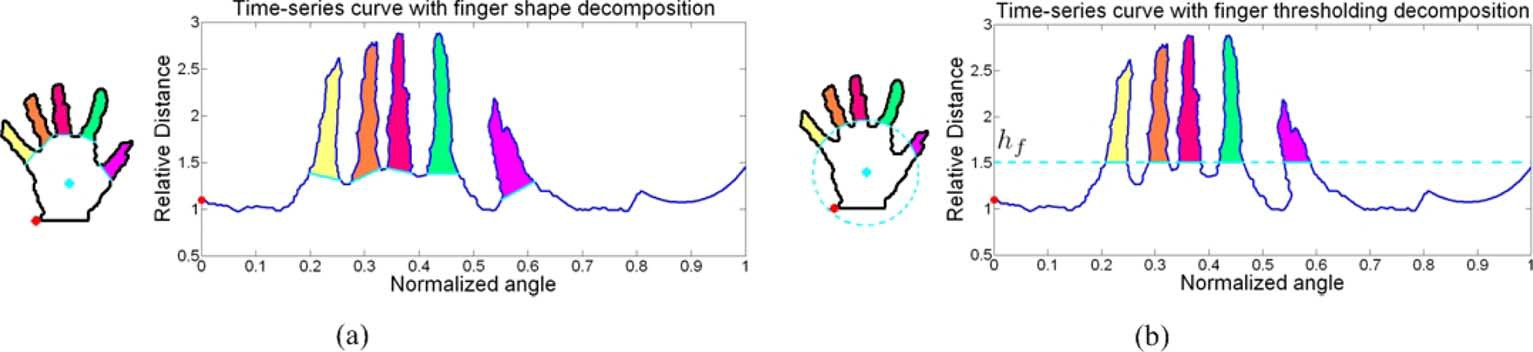 Time-series curve with finger shape decomposition
3
2.5
2
1.5
1
0.5
Relative Distance
0 0.1 0.2 0.3 0.4 0.5 0.6 0.7 0.8 0.9 1
Normalized angle
(a)
Time-series curve with finger thresholding decomposition
3
2.5
2
1.5
1
0.5
Relative Distance
h_f
0 0.1 0.2 0.3 0.4 0.5 0.6 0.7 0.8 0.9 1
Normalized angle
(b)